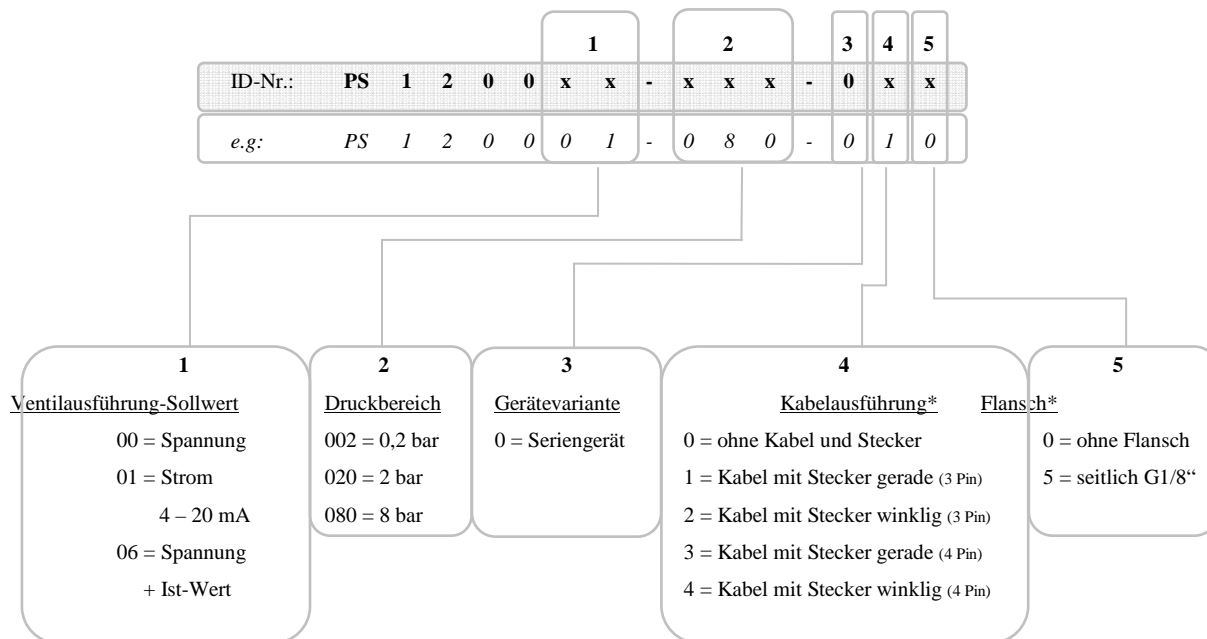 1 2 3 4 5
ID-Nr.: PS 1 2 0 0 x x - x x x - 0 x x
e.g: PS 1 2 0 0 0 1 - 0 8 0 - 0 1 0
1
Ventilausführung-Sollwert
00 = Spannung
01 = Strom
4 – 20 mA
06 = Spannung
+ Ist-Wert
2
Druckbereich
002 = 0,2 bar
020 = 2 bar
080 = 8 bar
3
Gerätevariante
0 = Seriengerät
4
Kabelausführung*
0 = ohne Kabel und Stecker
1 = Kabel mit Stecker gerade (3 Pin)
2 = Kabel mit Stecker winklig (3 Pin)
3 = Kabel mit Stecker gerade (4 Pin)
4 = Kabel mit Stecker winklig (4 Pin)
5
Flansch*
0 = ohne Flansch
5 = seitlich G1/8“